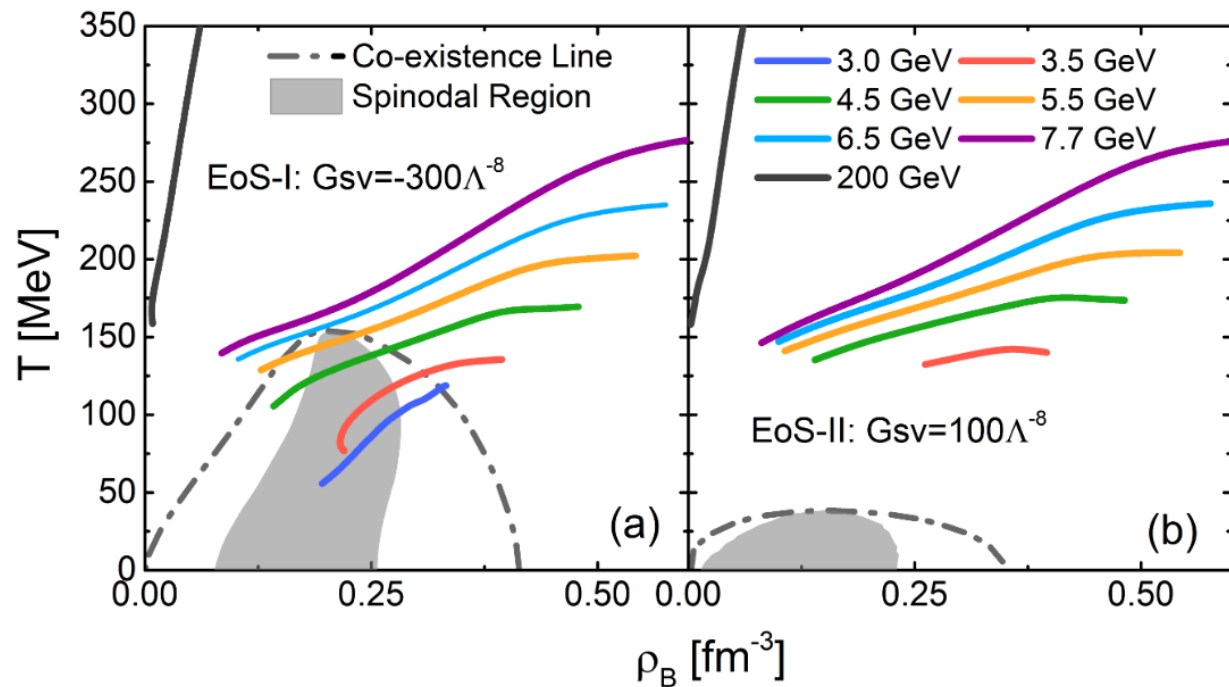 350
300
250
200
150
100
50
0
T [MeV]
Co-existence Line
Spinodal Region
EoS-I: Gsv=-300Λ⁻⁸
(a)
0.00 0.25 0.50
3.0 GeV 3.5 GeV
4.5 GeV 5.5 GeV
6.5 GeV 7.7 GeV
200 GeV
EoS-II: Gsv=100Λ⁻⁸
(b)
0.00 0.25 0.50
ρ_B [fm⁻³]